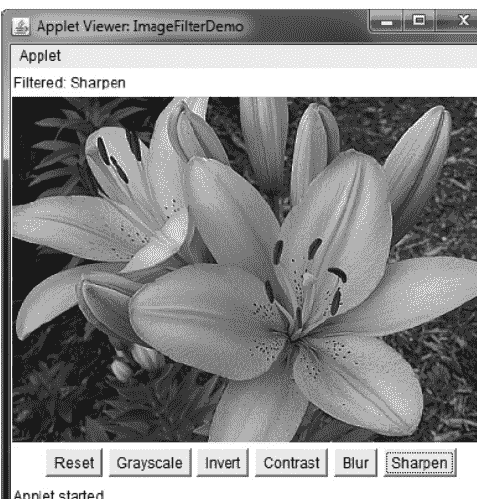 Applet Viewer: ImageFilterDemo
Applet
Filtered: Sharpen
Reset Grayscale Invert Contrast Blur Sharpen
Applet started.